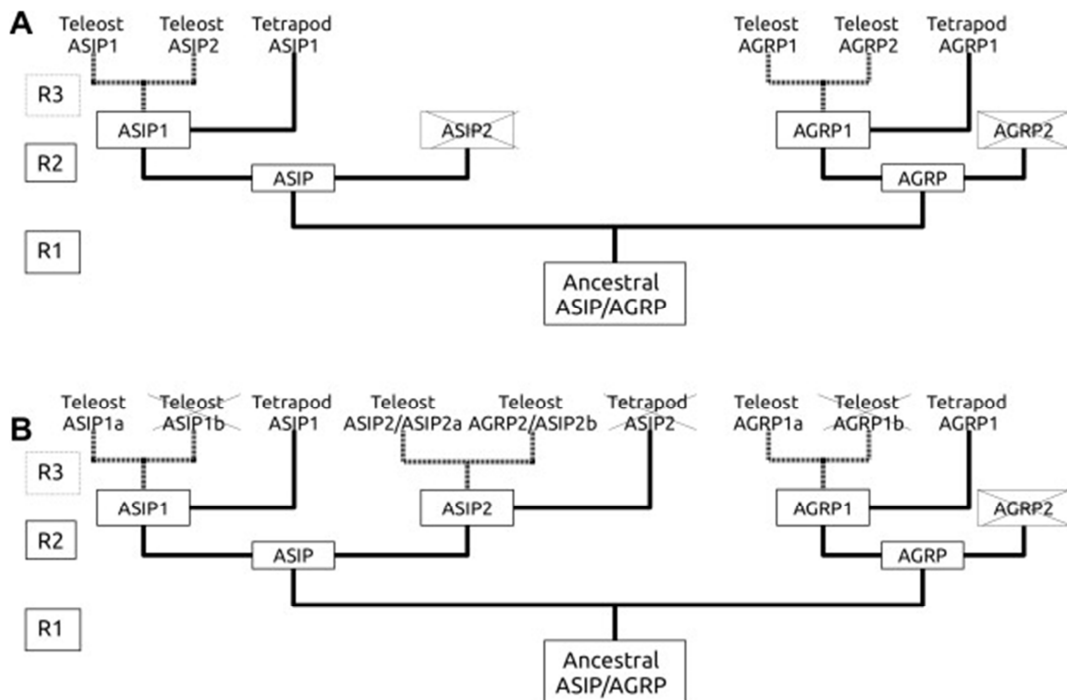 A
Teleost Teleost Tetrapod Teleost Teleost Tetrapod
ASIP1 ASIP2 ASIP1 AGRP1 AGRP2 AGRP1
R3
ASIP1 ASIP2 AGRP1 AGRP2
R2
ASIP AGRP
R1
Ancestral
ASIP/AGRP
B
Teleost Teleost Tetrapod Teleost Teleost Tetrapod Teleost Teleost Tetrapod
ASIP1a ASIP1b ASIP1 ASIP2/ASIP2a AGRP2/ASIP2b ASIP2 AGRP1a AGRP1b AGRP1
R3
ASIP1 ASIP2 AGRP1 AGRP2
R2
ASIP AGRP
R1
Ancestral
ASIP/AGRP